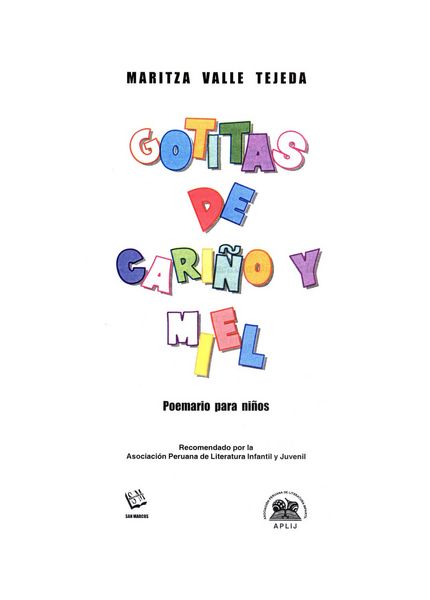 MARITZA VALLE TEJEDA
GOTITAS
DE
CARIÑO Y
MIEL
Poemario para niños
Recomendado por la
Asociación Peruana de Literatura Infantil y Juvenil
SAN MARCOS
APLIJ